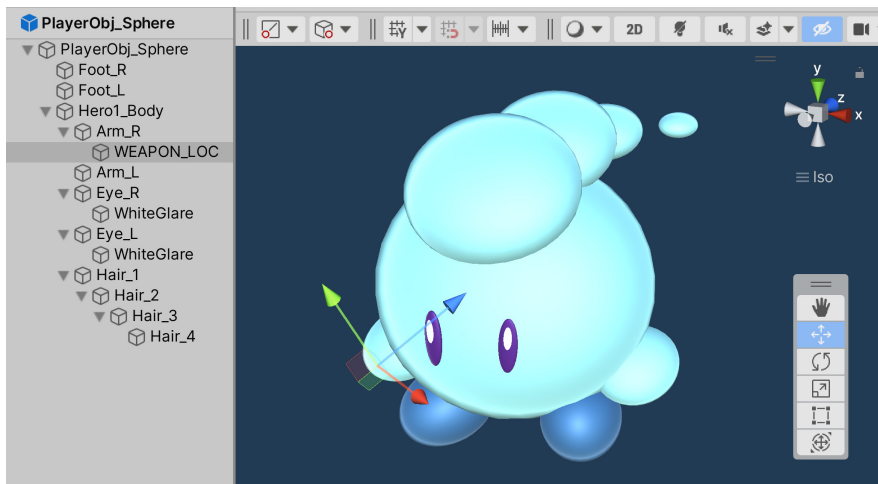 PlayerObj_Sphere
PlayerObj_Sphere
Foot_R
Foot_L
Hero1_Body
Arm_R
WEAPON_LOC
Arm_L
Eye_R
WhiteGlare
Eye_L
WhiteGlare
Hair_1
Hair_2
Hair_3
Hair_4
2D
y
z
x
Iso